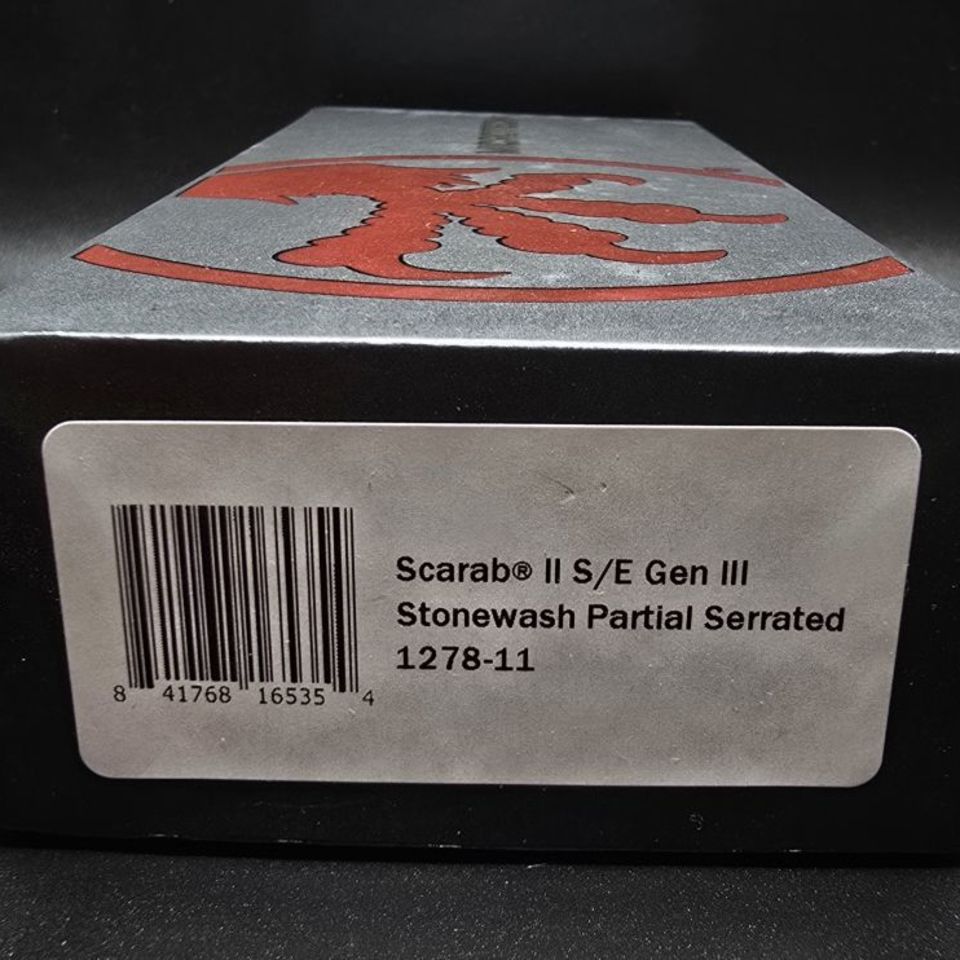 Scarab® II S/E Gen III
Stonewash Partial Serrated
1278-11
8 41768 16535 4